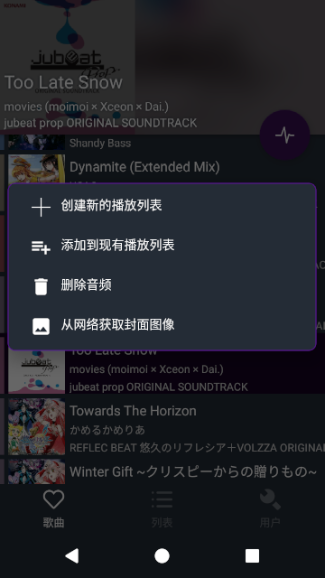 KONAMI
jubeat
prop
Too Late Snow
movies (moimoi × Xceon × Dai.)
jubeat prop ORIGINAL SOUNDTRACK
Shandy Bass
Dynamite (Extended Mix)
创建新的播放列表
添加到现有播放列表
删除音频
从网络获取封面图像
Too Late Snow
movies (moimoi × Xceon × Dai.)
jubeat prop ORIGINAL SOUNDTRACK
Towards The Horizon
かめるかめりあ
REFLEC BEAT 悠久のリフレシア＋VOLZZA ORIGINA
Winter Gift ~クリスピーからの贈りもの~
歌曲
列表
用户